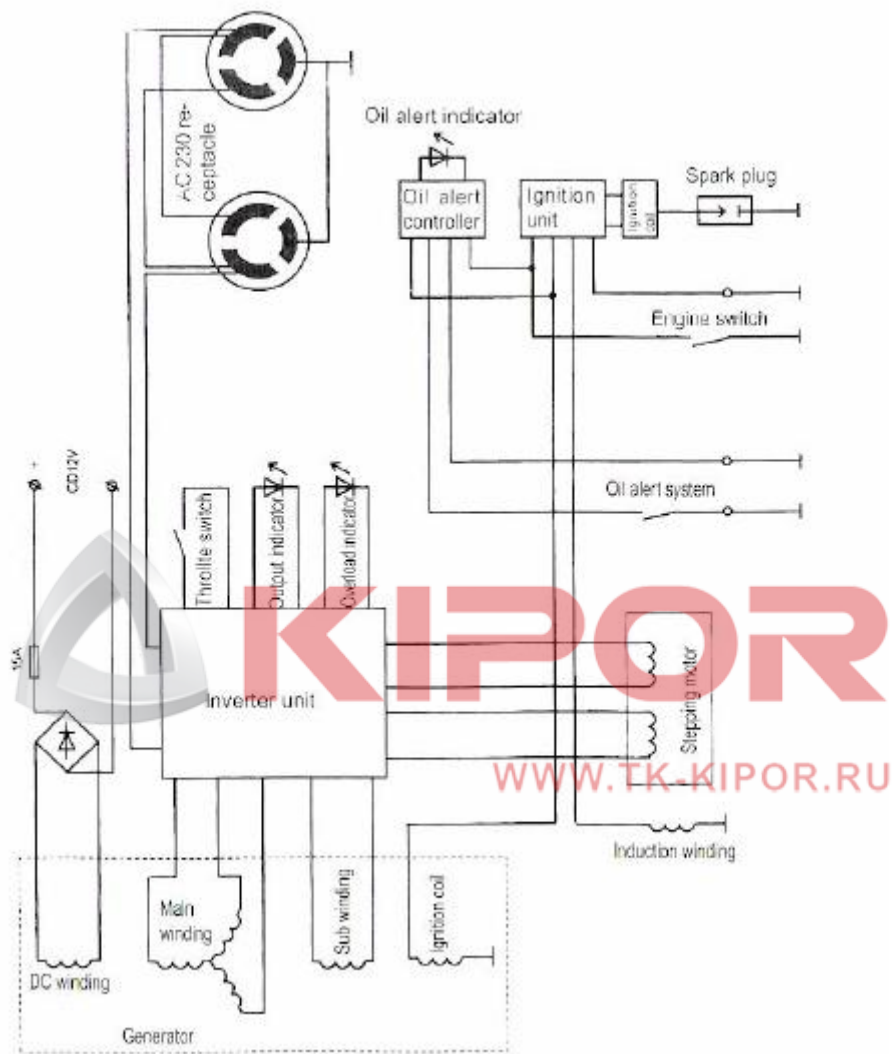 AC 230 re-
ceptacle
Oil alert indicator
Oil alert
controller
Ignition
unit
Ignition
coil
Spark plug
Engine switch
Oil alert system
+
15A
Throllte switch
Output indicator
Overload indicator
KIPOR
Inverter unit
Stepping motor
WWW.TK-KIPOR.RU
Induction winding
Main
winding
Sub winding
Ignition coil
DC winding
Generator